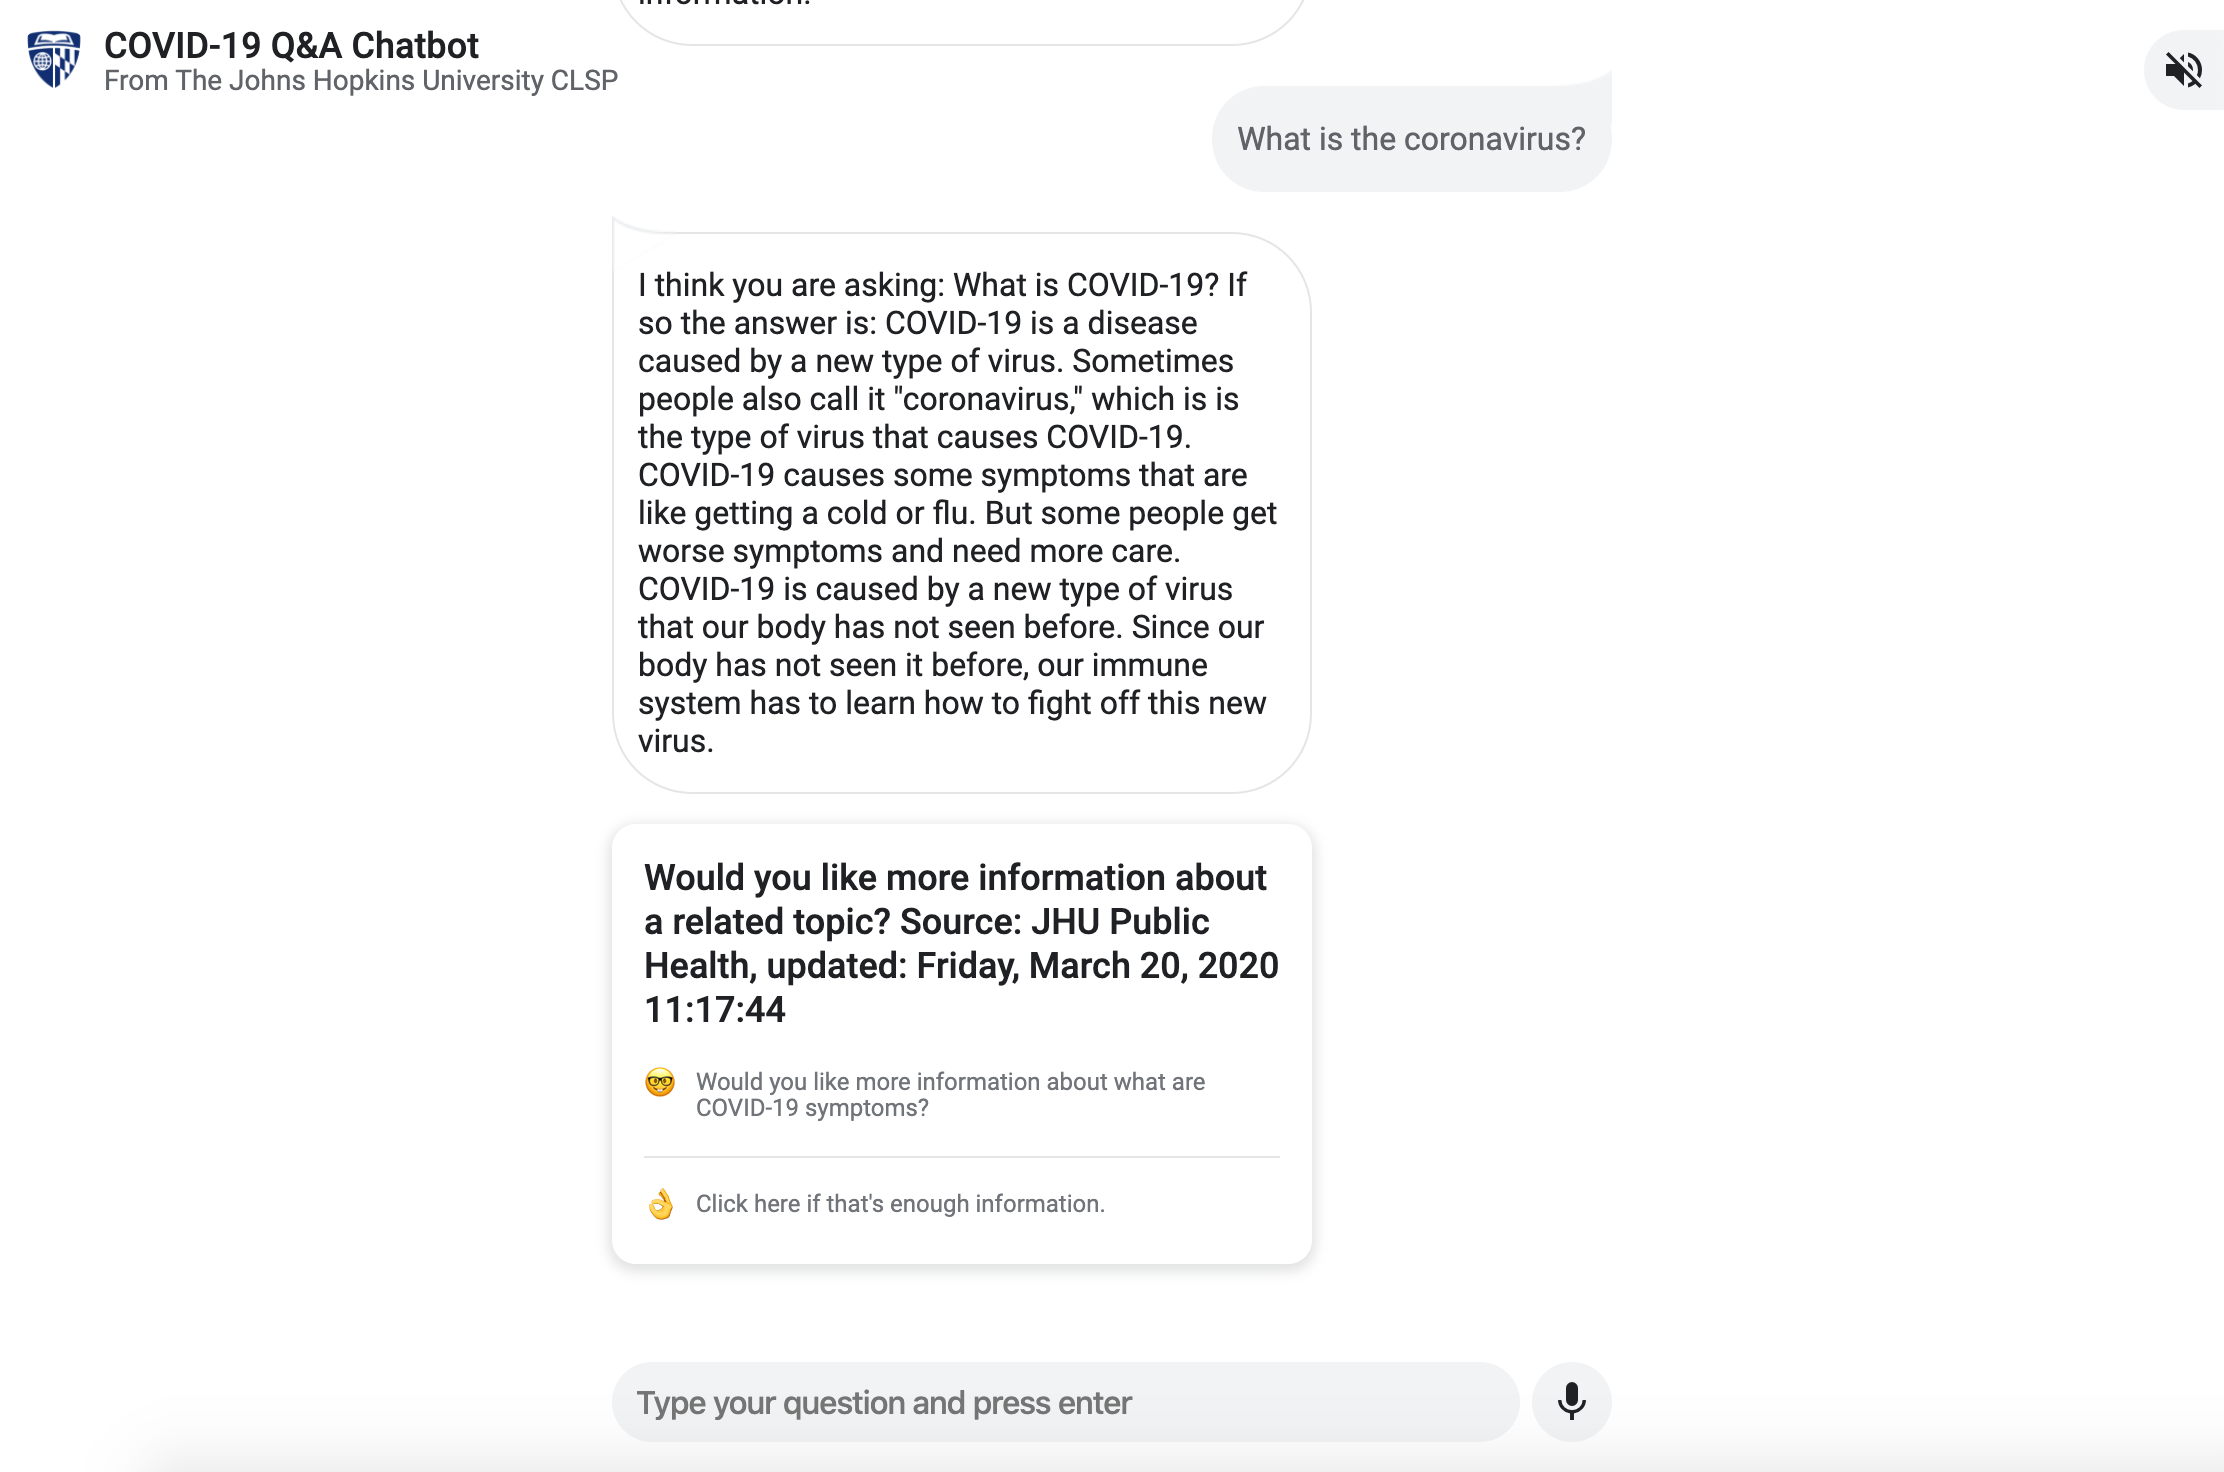 information.
COVID-19 Q&A Chatbot
From The Johns Hopkins University CLSP
What is the coronavirus?
I think you are asking: What is COVID-19? If
so the answer is: COVID-19 is a disease
caused by a new type of virus. Sometimes
people also call it "coronavirus," which is is
the type of virus that causes COVID-19.
COVID-19 causes some symptoms that are
like getting a cold or flu. But some people get
worse symptoms and need more care.
COVID-19 is caused by a new type of virus
that our body has not seen before. Since our
body has not seen it before, our immune
system has to learn how to fight off this new
virus.
Would you like more information about
a related topic? Source: JHU Public
Health, updated: Friday, March 20, 2020
11:17:44
Would you like more information about what are
COVID-19 symptoms?
Click here if that's enough information.
Type your question and press enter